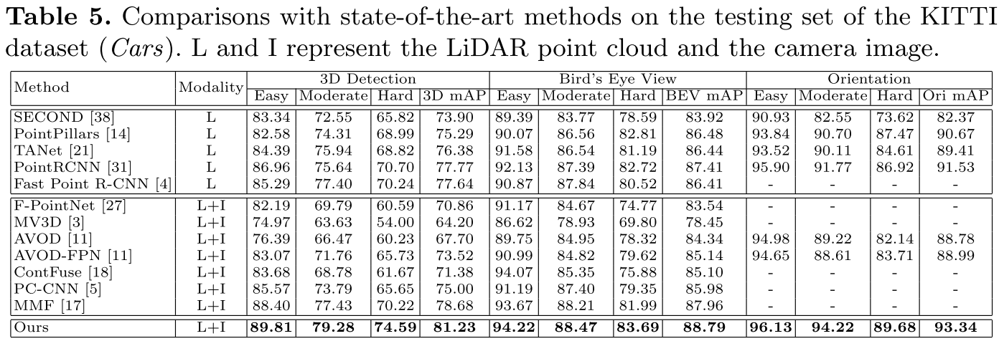 Table 5. Comparisons with state-of-the-art methods on the testing set of the KITTI
dataset (Cars). L and I represent the LiDAR point cloud and the camera image.
Method Modality 3D Detection Bird's Eye View Orientation
Easy Moderate Hard 3D mAP Easy Moderate Hard BEV mAP Easy Moderate Hard Ori mAP
SECOND [38] L 83.34 72.55 65.82 73.90 89.39 83.77 78.59 83.92 90.93 82.55 73.62 82.37
PointPillars [14] L 82.58 74.31 68.99 75.29 90.07 86.56 82.81 86.48 93.84 90.70 87.47 90.67
TANet [21] L 84.39 75.94 68.82 76.38 91.58 86.54 81.19 86.44 93.52 90.11 84.61 89.41
PointRCNN [31] L 86.96 75.64 70.70 77.77 92.13 87.39 82.72 87.41 95.90 91.77 86.92 91.53
Fast Point R-CNN [4] L 85.29 77.40 70.24 77.64 90.87 87.84 80.52 86.41 - - - -
F-PointNet [27] L+I 82.19 69.79 60.59 70.86 91.17 84.67 74.77 83.54 - - - -
MV3D [3] L+I 74.97 63.63 54.00 64.20 86.62 78.93 69.80 78.45 - - - -
AVOD [11] L+I 76.39 66.47 60.23 67.70 89.75 84.95 78.32 84.34 94.98 89.22 82.14 88.78
AVOD-FPN [11] L+I 83.07 71.76 65.73 73.52 90.99 84.82 79.62 85.14 94.65 88.61 83.71 88.99
ContFuse [18] L+I 83.68 68.78 61.67 71.38 94.07 85.35 75.88 85.10 - - - -
PC-CNN [5] L+I 85.57 73.79 65.65 75.00 91.19 87.40 79.35 85.98 - - - -
MMF [17] L+I 88.40 77.43 70.22 78.68 93.67 88.21 81.99 87.96 - - - -
Ours L+I 89.81 79.28 74.59 81.23 94.22 88.47 83.69 88.79 96.13 94.22 89.68 93.34